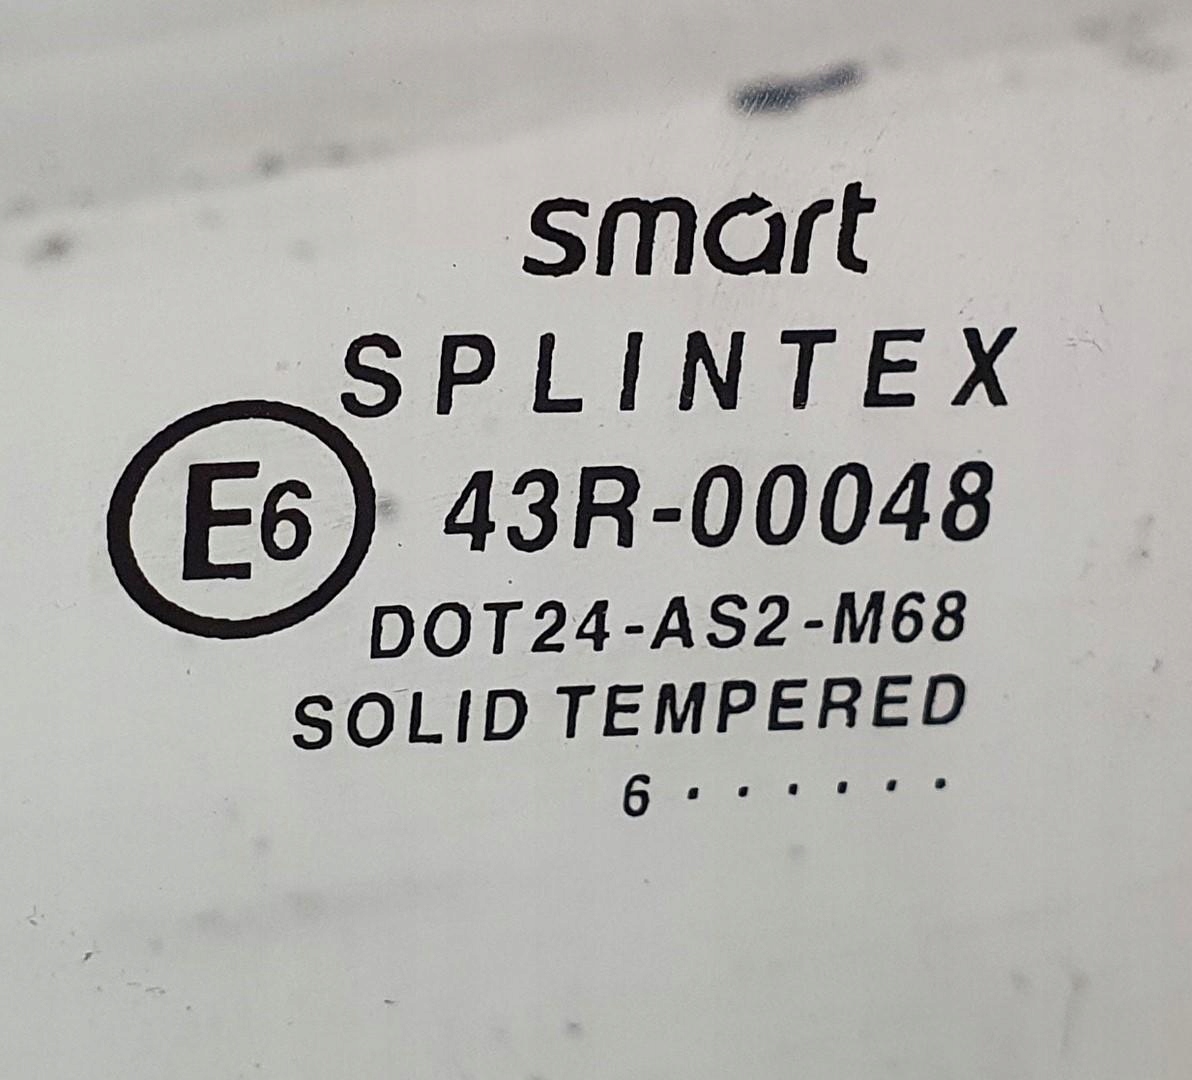 smart
SPLINTEX
E6 43R-00048
DOT24-AS2-M68
SOLID TEMPERED
6 · · · · · ·